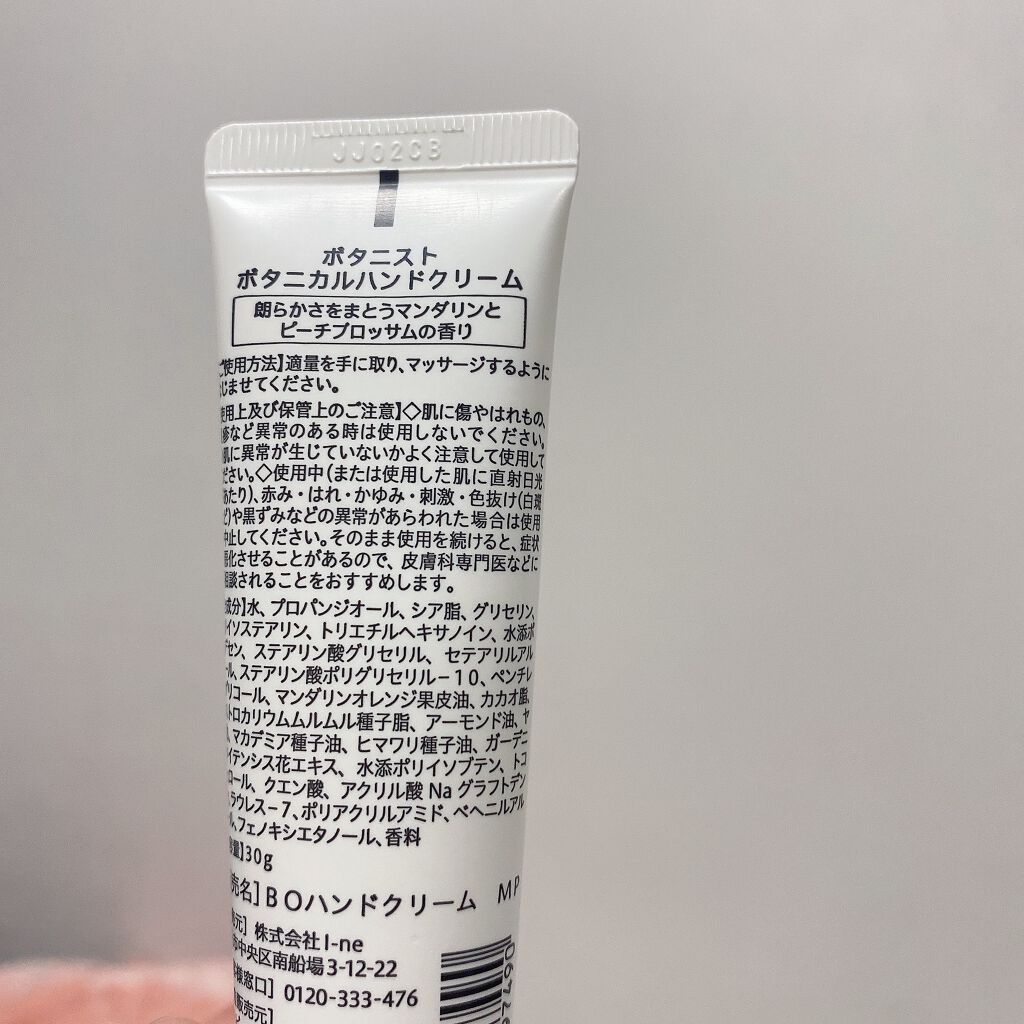 JJ02CB
ボタニスト
ボタニカルハンドクリーム
朗らかさをまとうマンダリンと
ピーチブロッサムの香り
使用方法】適量を手に取り、マッサージするように
じませてください。
使用上及び保管上のご注意】◇肌に傷やはれもの、
疹など異常のある時は使用しないでください。
肌に異常が生じていないかよく注意して使用して
ださい。◇使用中(または使用した肌に直射日光
あたり)、赤み・はれ・かゆみ・刺激・色抜け(白斑
ど)や黒ずみなどの異常があらわれた場合は使用
中止してください。そのまま使用を続けると、症状
悪化させることがあるので、皮膚科専門医などに
相談されることをおすすめします。
成分】水、プロパンジオール、シア脂、グリセリン、
イソステアリン、トリエチルヘキサノイン、水添ポ
デセン、ステアリン酸グリセリル、セテアリルアル
ール、ステアリン酸ポリグリセリル−10、ペンチレ
グリコール、マンダリンオレンジ果皮油、カカオ脂、
トロカリウムムルムル種子脂、アーモンド油、ヤ
、マカデミア種子油、ヒマワリ種子油、ガーデニ
イテンシス花エキス、水添ポリイソブテン、トコ
ロール、クエン酸、アクリル酸Naグラフトデン
ラウレス−7、ポリアクリルアミド、ベヘニルアル
ル、フェノキシエタノール、香料
量】30g
売名】BOハンドクリーム MP
元】株式会社I-ne
市中央区南船場3-12-22
様窓口】0120-333-476
販売元】